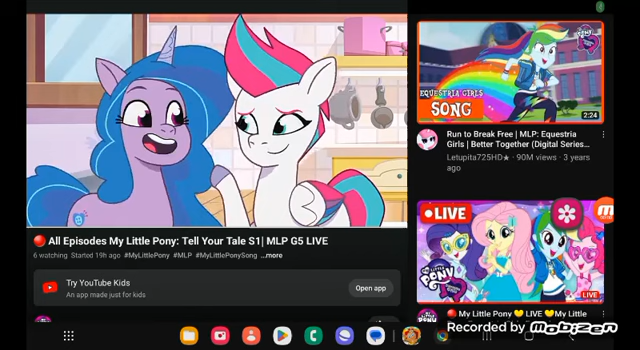 🔴 All Episodes My Little Pony: Tell Your Tale S1| MLP G5 LIVE
6 watching Started 19h ago #MyLittlePony #MLP #MyLittlePonySong ...more
Try YouTube Kids
An app made just for kids
Open app
EQUESTRIA GIRLS
SONG
2:24
Run to Break Free | MLP: Equestria
Girls | Better Together (Digital Series...
Letupita725HD★ · 90M views · 3 years
ago
LIVE
LIVE
🔴 My Little Pony 💛 LIVE 💛My Little
Recorded by mobizen